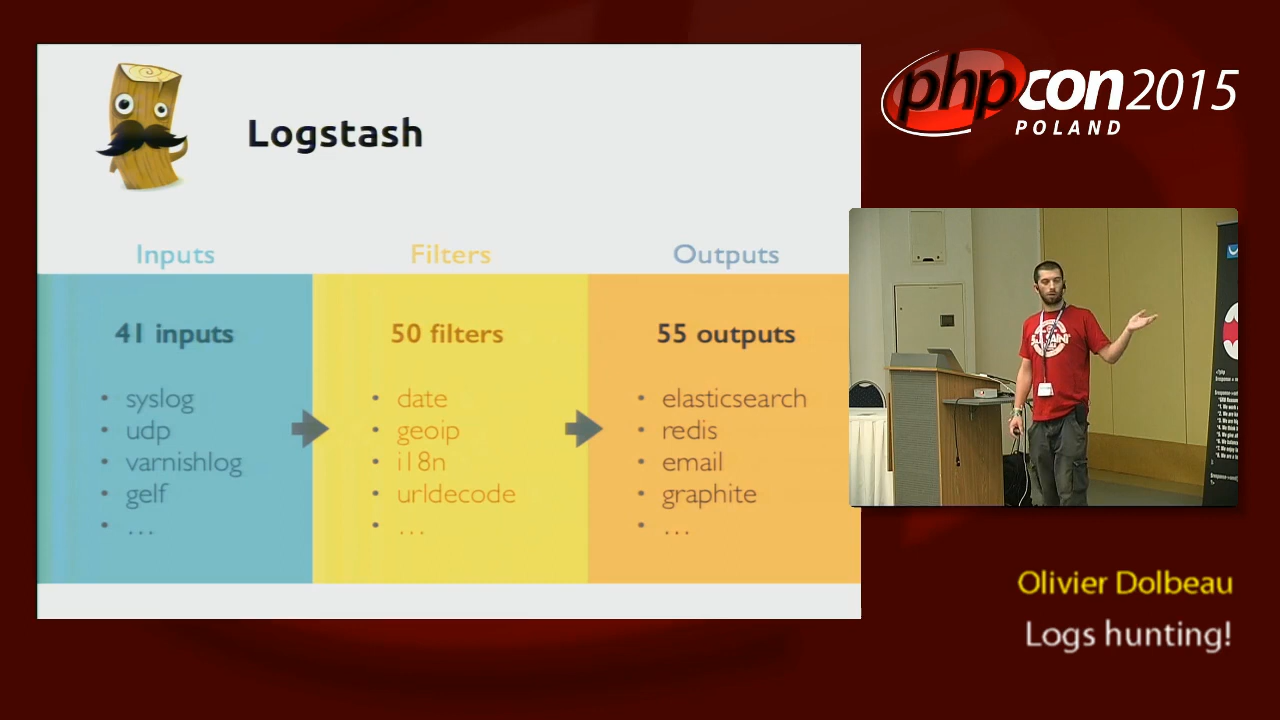 Logstash
Inputs
Filters
Outputs
41 inputs
• syslog
• udp
• varnishlog
• gelf
• ...
50 filters
• date
• geoip
• i18n
• urldecode
• ...
55 outputs
• elasticsearch
• redis
• email
• graphite
• ...
phpcon2015
POLAND
Olivier Dolbeau
Logs hunting!